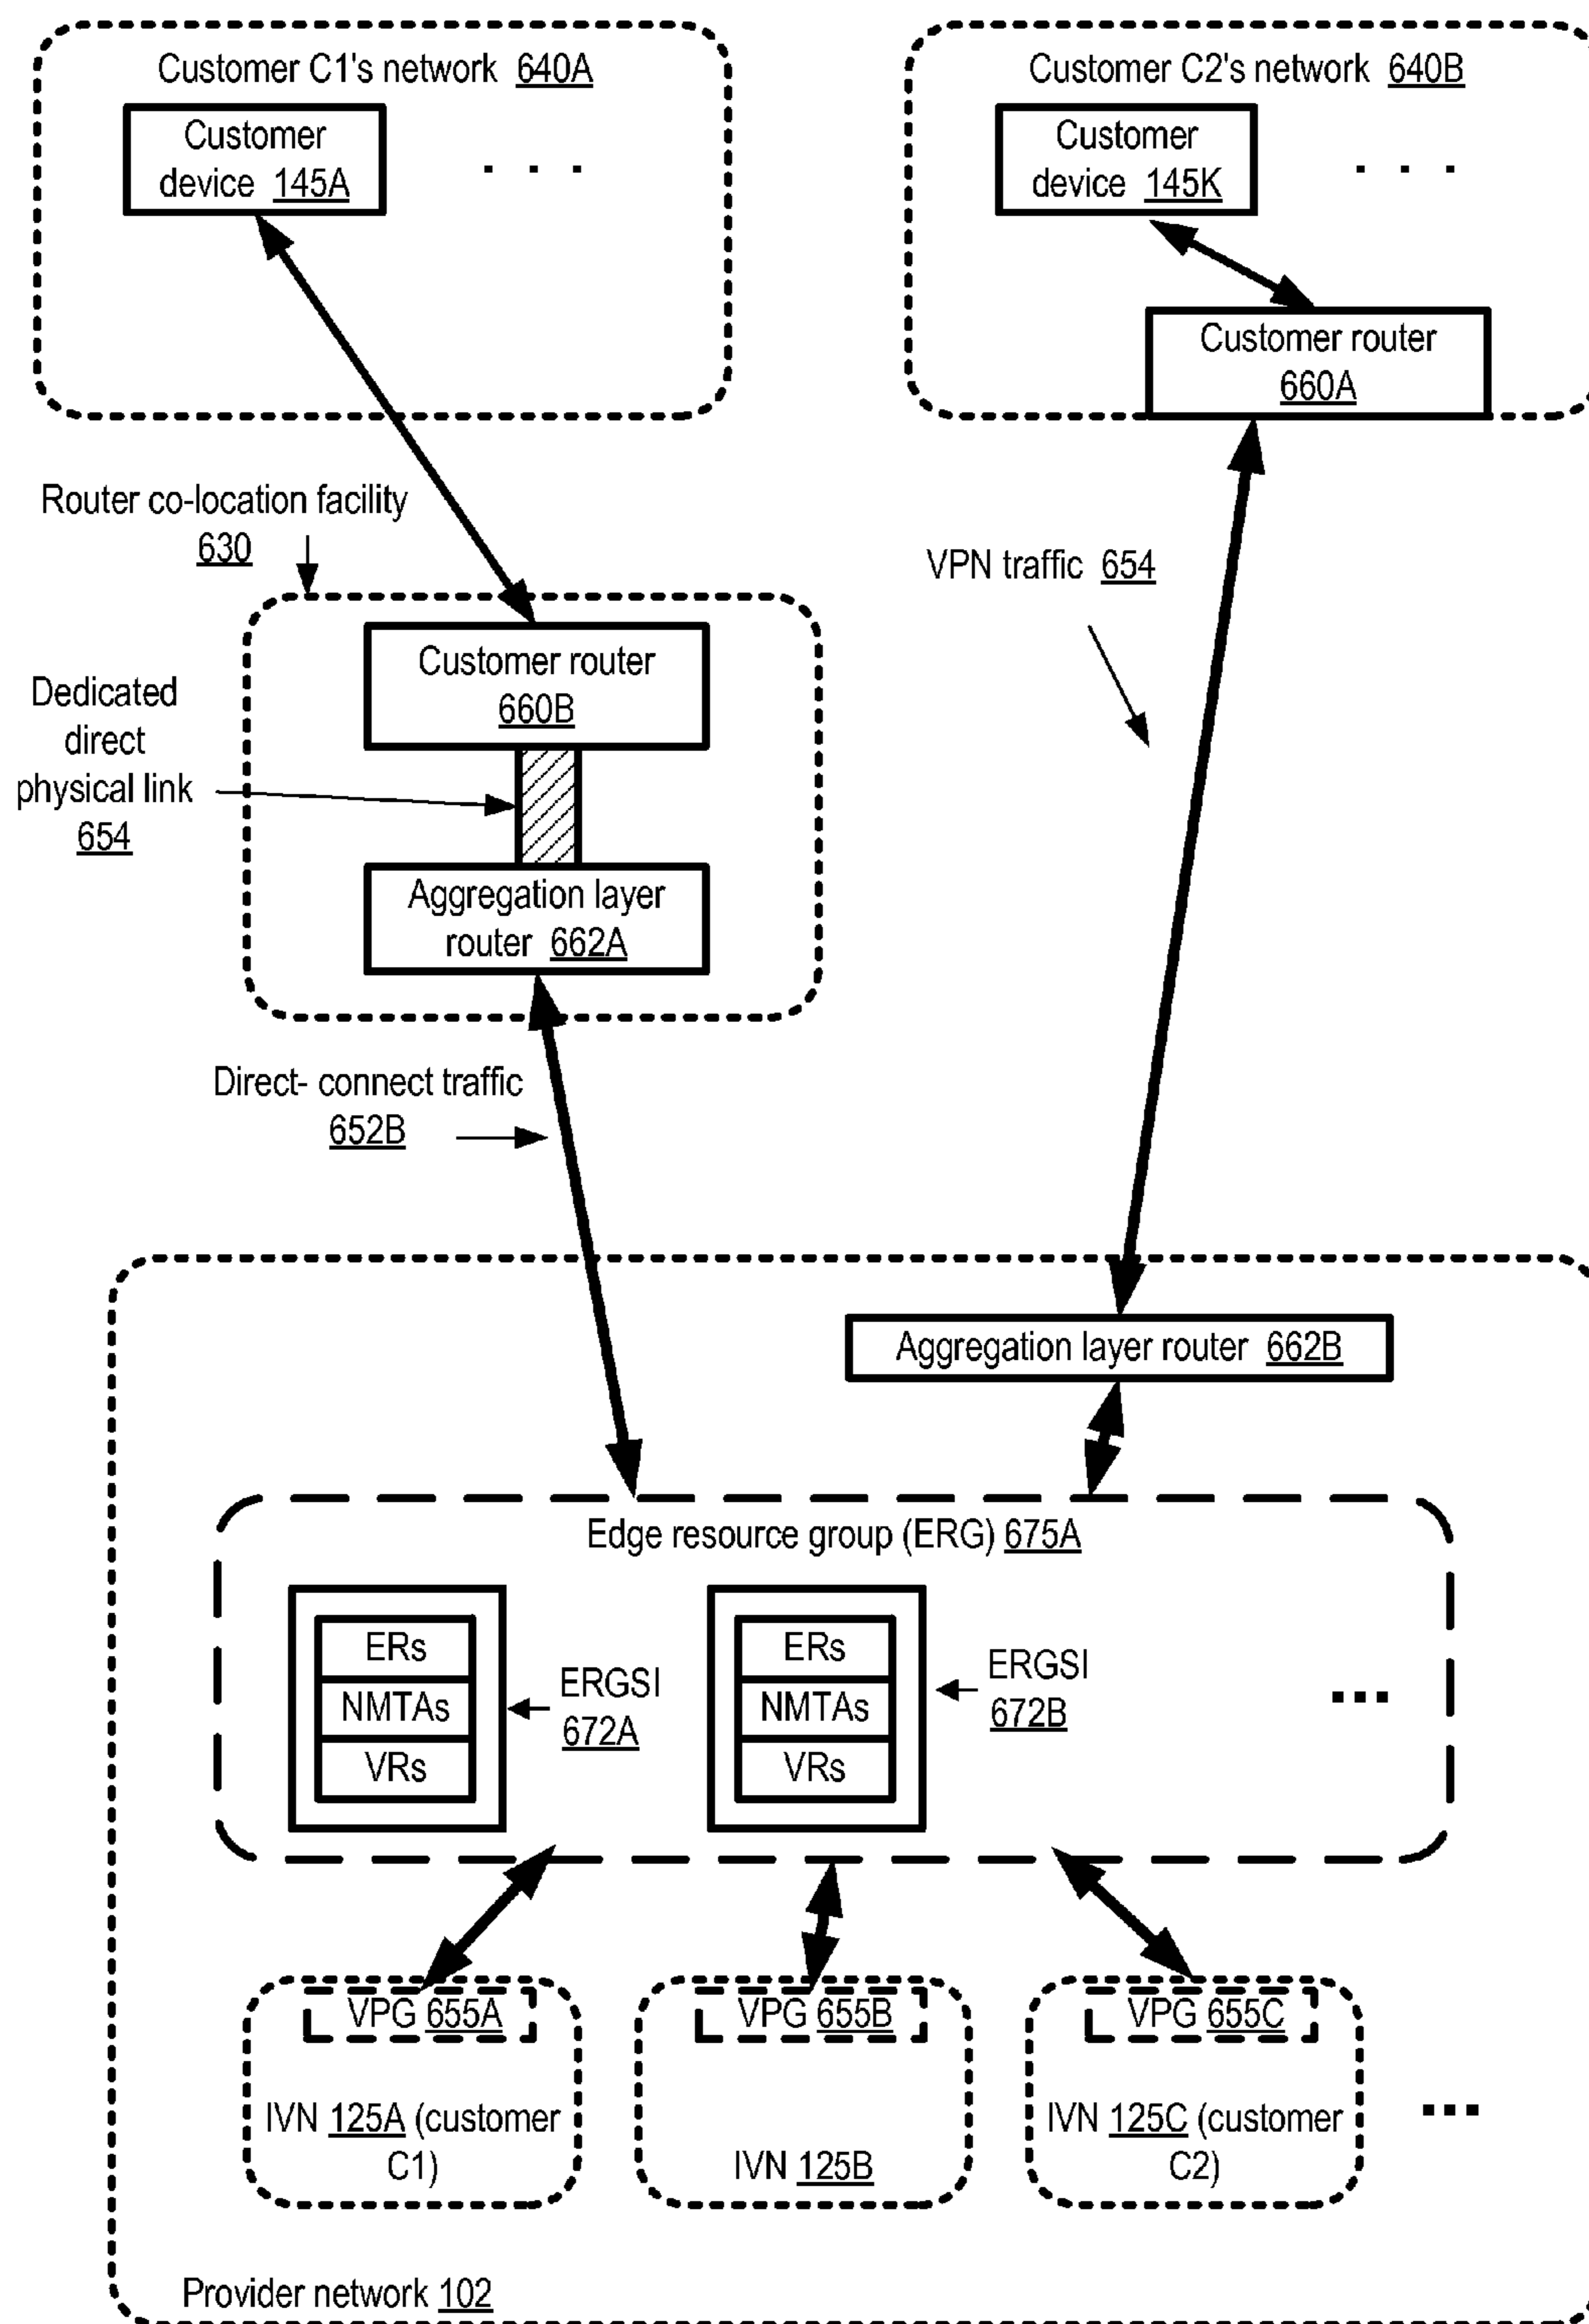 Customer C1's network 640A
Customer
device 145A
. . .
Customer C2's network 640B
Customer
device 145K
. . .
Customer router
660A
Router co-location facility
630
VPN traffic 654
Customer router
660B
Dedicated
direct
physical link
654
Aggregation layer
router 662A
Direct- connect traffic
652B
Aggregation layer router 662B
Edge resource group (ERG) 675A
ERs
NMTAs
VRs
ERGSI
672A
ERs
NMTAs
VRs
ERGSI
672B
...
VPG 655A
IVN 125A (customer
C1)
VPG 655B
IVN 125B
VPG 655C
IVN 125C (customer
C2)
...
Provider network 102